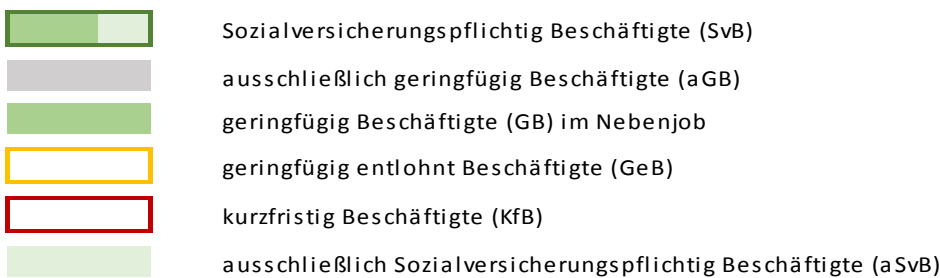 Sozialversicherungspflichtig Beschäftigte (SvB)
ausschließlich geringfügig Beschäftigte (aGB)
geringfügig Beschäftigte (GB) im Nebenjob
geringfügig entlohnt Beschäftigte (GeB)
kurzfristig Beschäftigte (KfB)
ausschließlich Sozialversicherungspflichtig Beschäftigte (aSvB)